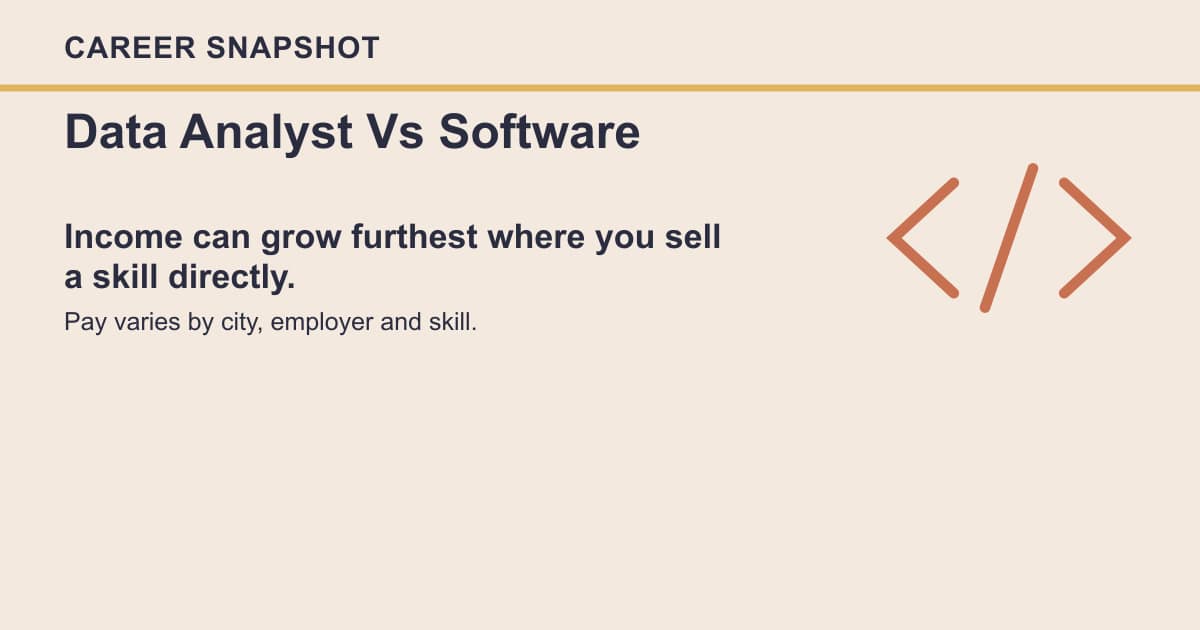 CAREER SNAPSHOT
Data Analyst Vs Software
Income can grow furthest where you sell
a skill directly.
Pay varies by city, employer and skill.